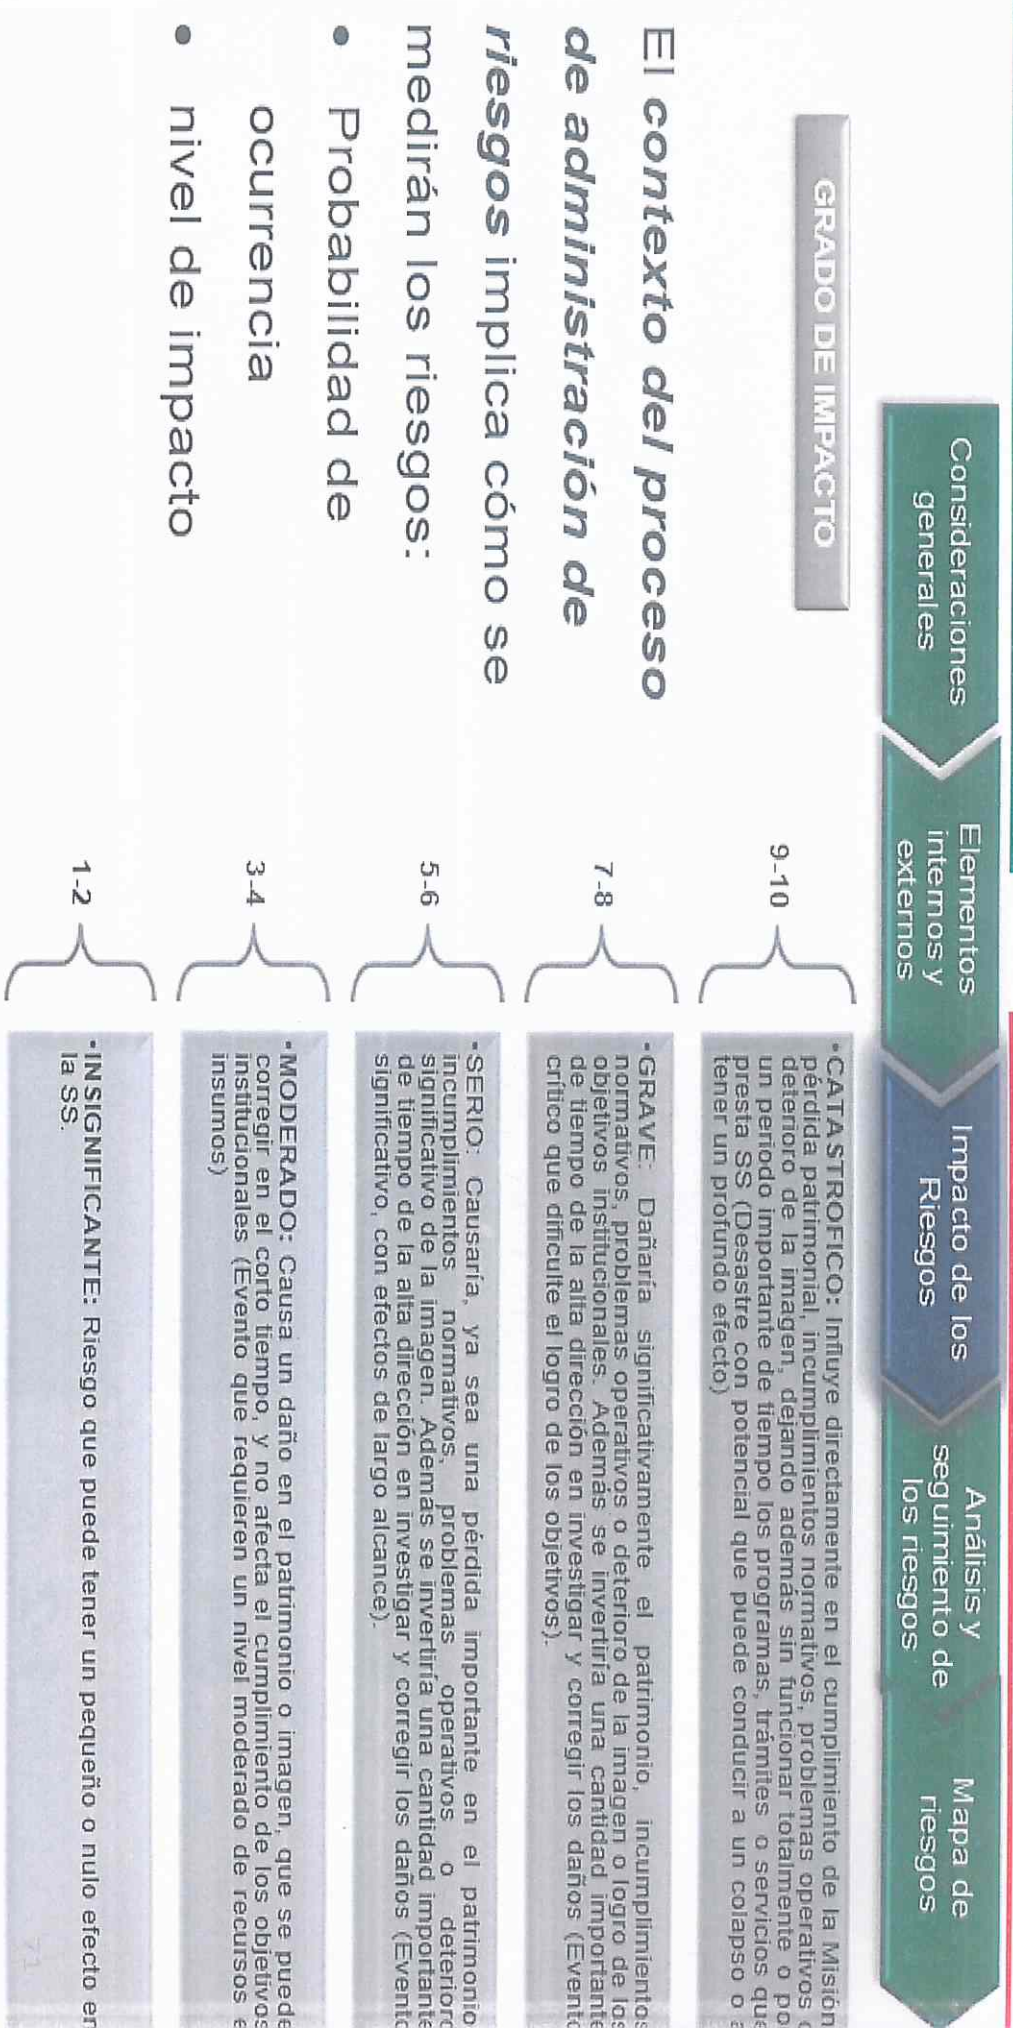 Consideraciones
generales
Elementos
internos y
externos
Impacto de los
Riesgos
Análisis y
seguimiento de
los riesgos
Mapa de
riesgos
GRADO DE IMPACTO
El contexto del proceso
de administración de
riesgos implica cómo se
medirán los riesgos:
• Probabilidad de
ocurrencia
• nivel de impacto
9-10
•CATASTROFICO: Influye directamente en el cumplimiento de la Misión
pérdida patrimonial, incumplimientos normativos, problemas operativos
deterioro de la imagen, dejando además sin funcionar totalmente o po
un periodo importante de tiempo los programas, trámites o servicios que
presta SS (Desastre con potencial que puede conducir a un colapso o a
tener un profundo efecto)
7-8
•GRAVE: Dañaría significativamente el patrimonio, incumplimientos
normativos, problemas operativos o deterioro de la imagen o logro de los
objetivos institucionales. Además se invertiría una cantidad importante
de tiempo de la alta dirección en investigar y corregir los daños (Evento
crítico que dificulte el logro de los objetivos).
5-6
•SERIO: Causaría, ya sea una pérdida importante en el patrimonio
incumplimientos normativos, problemas operativos o deterioro
significativo de la imagen. Además se invertiría una cantidad importante
de tiempo de la alta dirección en investigar y corregir los daños (Evento
significativo, con efectos de largo alcance).
3-4
•MODERADO: Causa un daño en el patrimonio o imagen, que se puede
corregir en el corto tiempo, y no afecta el cumplimiento de los objetivos
institucionales (Evento que requieren un nivel moderado de recursos e
insumos)
1-2
•INSIGNIFICANTE: Riesgo que puede tener un pequeño o nulo efecto en
la SS.
71